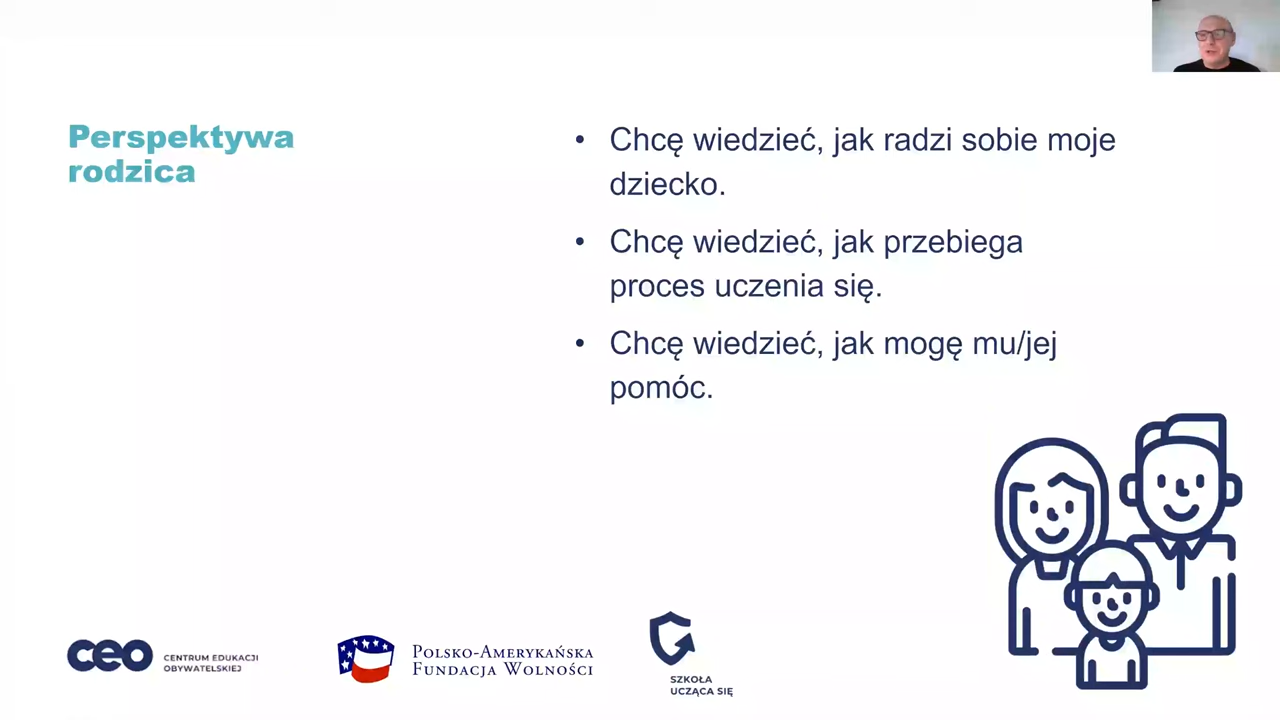 Perspektywa
rodzica
• Chcę wiedzieć, jak radzi sobie moje
dziecko.
• Chcę wiedzieć, jak przebiega
proces uczenia się.
• Chcę wiedzieć, jak mogę mu/jej
pomóc.
ceo
CENTRUM EDUKACJI
OBYWATELSKIEJ
POLSKO-AMERYKAŃSKA
FUNDACJA WOLNOŚCI
SZKOŁA
UCZĄCA SIĘ